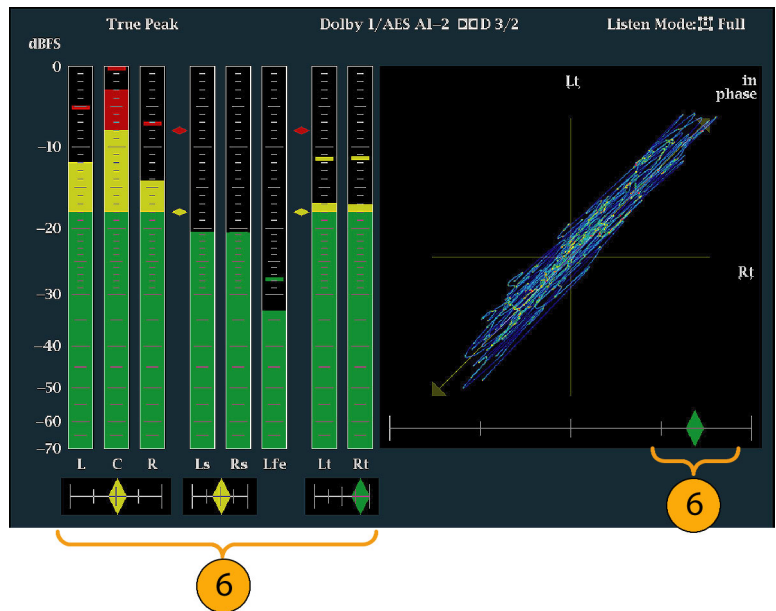 True Peak Dolby 1/AES A1–2 D 3/2 Listen Mode: Full
dBFS
0
–10
–20
–30
–40
–50
–60
–70
L C R Ls Rs Lfe Lt Rt
Lt
in
phase
Rt
6
6